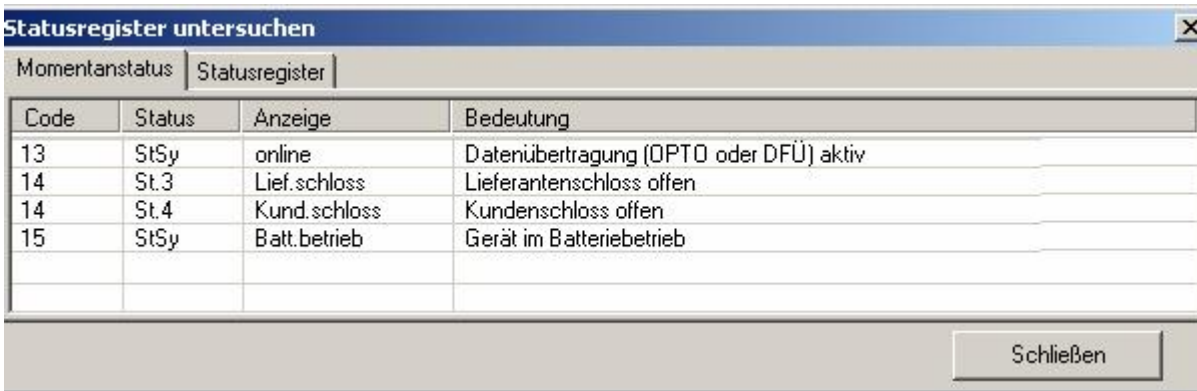 Statusregister untersuchen
Momentanstatus Statusregister
Code Status Anzeige Bedeutung
13 StSy online Datenübertragung (OPTO oder DFÜ) aktiv
14 St.3 Lief.schloss Lieferantenschloss offen
14 St.4 Kund.schloss Kundenschloss offen
15 StSy Batt.betrieb Gerät im Batteriebetrieb
Schließen